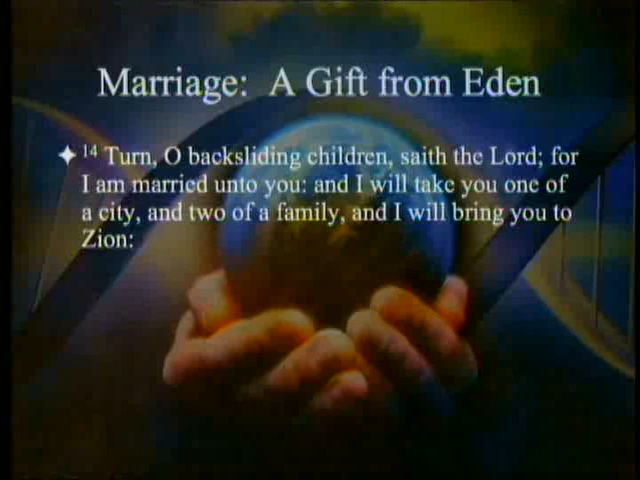 Marriage: A Gift from Eden
14 Turn, O backsliding children, saith the Lord; for
I am married unto you: and I will take you one of
a city, and two of a family, and I will bring you to
Zion: